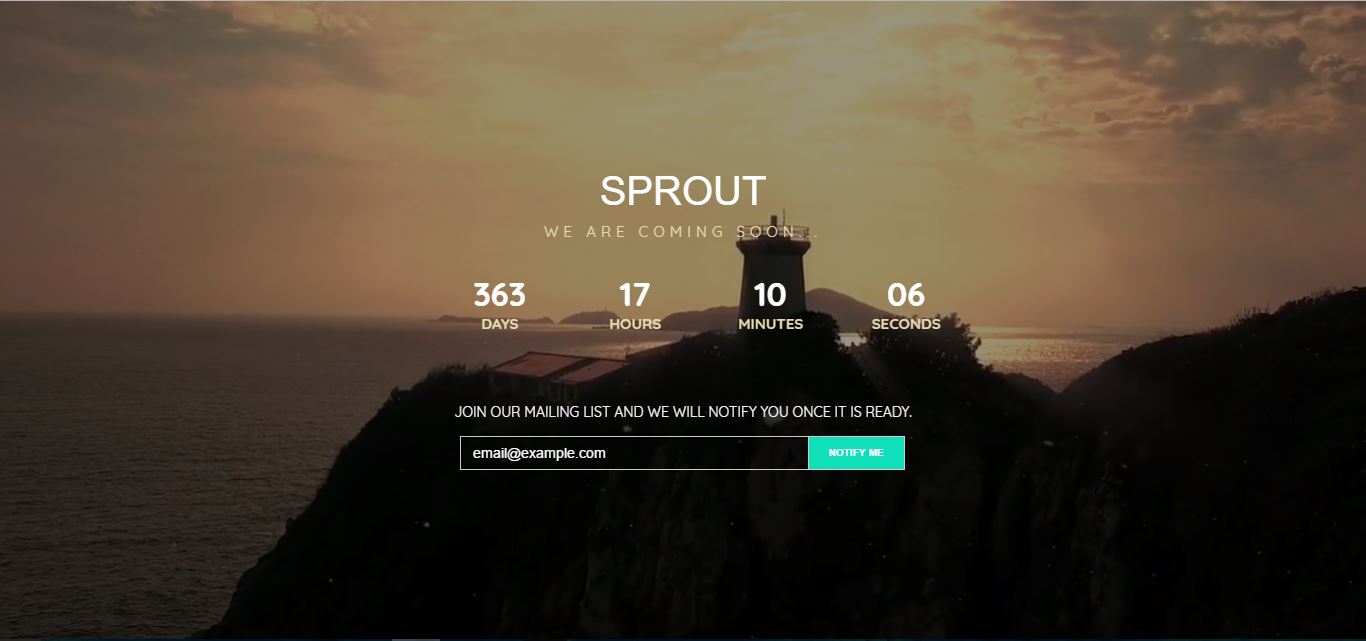 SPROUT
WE ARE COMING SOON...
363 17 10 06
DAYS HOURS MINUTES SECONDS
JOIN OUR MAILING LIST AND WE WILL NOTIFY YOU ONCE IT IS READY.
email@example.com NOTIFY ME